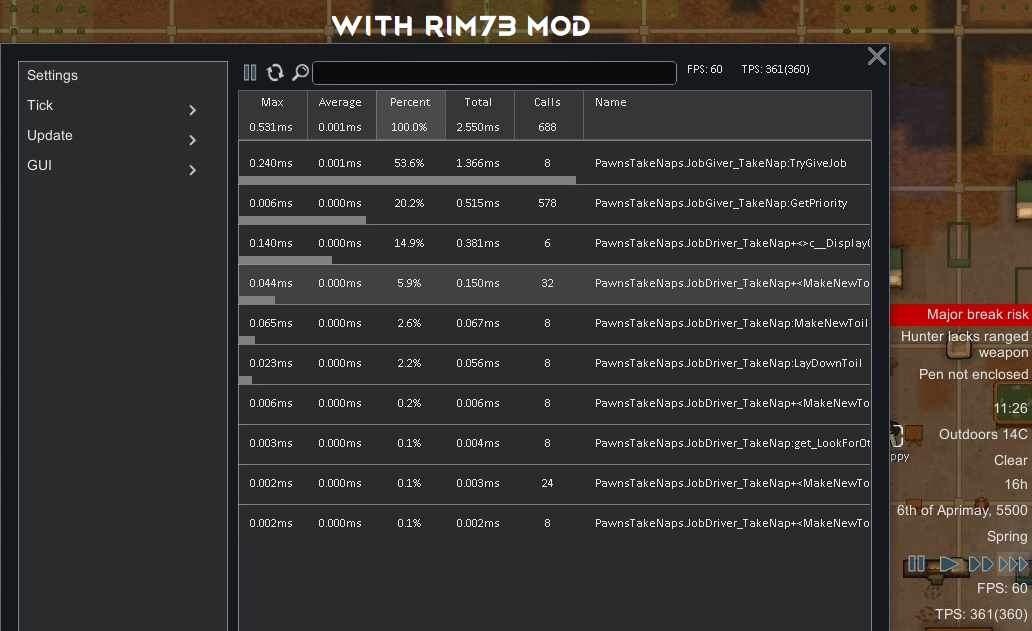 WITH RIM73 MOD
Settings
Tick
Update
GUI
FPS: 60 TPS: 361(360)
Max Average Percent Total Calls Name
0.531ms 0.001ms 100.0% 2.550ms 688
0.240ms 0.001ms 53.6% 1.366ms 8 PawnsTakeNaps.JobGiver_TakeNap:TryGiveJob
0.006ms 0.000ms 20.2% 0.515ms 578 PawnsTakeNaps.JobGiver_TakeNap:GetPriority
0.140ms 0.000ms 14.9% 0.381ms 6 PawnsTakeNaps.JobDriver_TakeNap+<>c__Display
0.044ms 0.000ms 5.9% 0.150ms 32 PawnsTakeNaps.JobDriver_TakeNap+<MakeNewTo
0.065ms 0.000ms 2.6% 0.067ms 8 PawnsTakeNaps.JobDriver_TakeNap:MakeNewToil
0.023ms 0.000ms 2.2% 0.056ms 8 PawnsTakeNaps.JobDriver_TakeNap:LayDownToil
0.006ms 0.000ms 0.2% 0.006ms 8 PawnsTakeNaps.JobDriver_TakeNap+<MakeNewTo
0.003ms 0.000ms 0.1% 0.004ms 8 PawnsTakeNaps.JobDriver_TakeNap:get_LookForOt
0.002ms 0.000ms 0.1% 0.003ms 24 PawnsTakeNaps.JobDriver_TakeNap+<MakeNewTo
0.002ms 0.000ms 0.1% 0.002ms 8 PawnsTakeNaps.JobDriver_TakeNap+<MakeNewTo
Major break risk
Hunter lacks ranged
weapon
Pen not enclosed
11:26
Outdoors 14C
ppy
Clear
16h
6th of Aprimay, 5500
Spring
FPS: 60
TPS: 361(360)